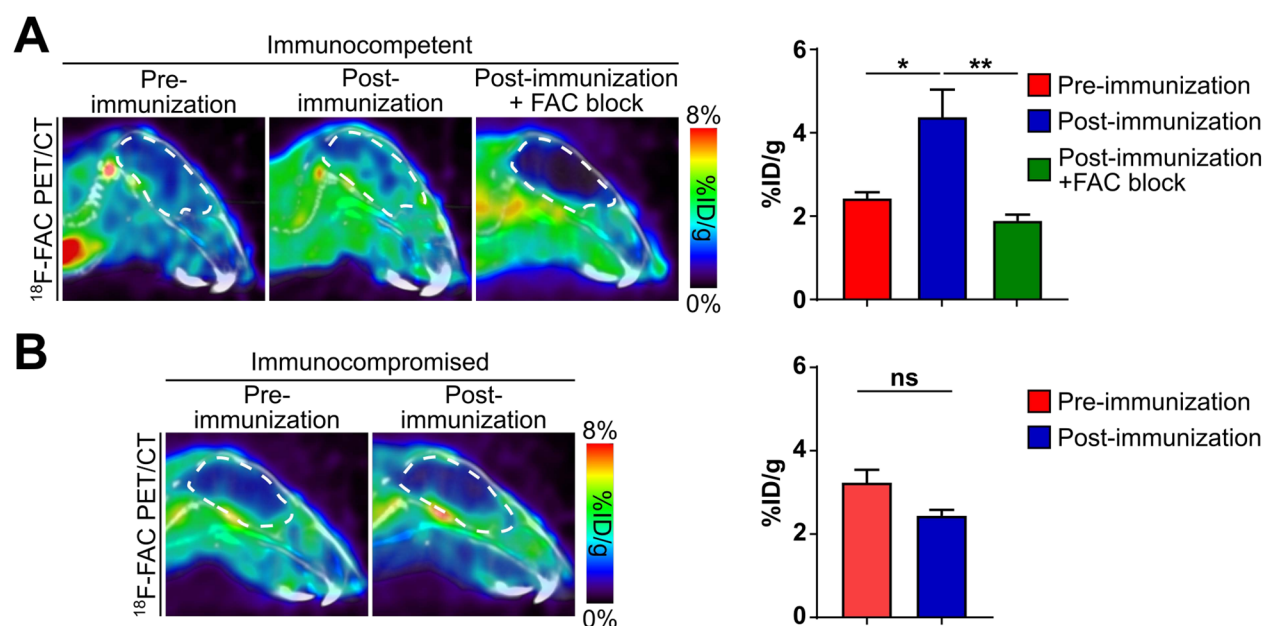 A
Immunocompetent
Pre-
immunization
Post-
immunization
Post-immunization
+ FAC block
¹⁸F-FAC PET/CT
8%
%ID/g
0%
%ID/g
6
4
2
0
*
**
Pre-immunization
Post-immunization
Post-immunization
+FAC block
B
Immunocompromised
Pre-
immunization
Post-
immunization
¹⁸F-FAC PET/CT
8%
%ID/g
0%
%ID/g
6
4
2
0
ns
Pre-immunization
Post-immunization